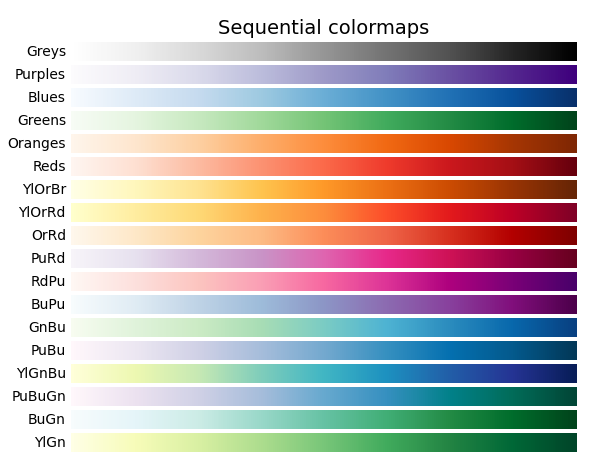 Sequential colormaps
Greys
Purples
Blues
Greens
Oranges
Reds
YlOrBr
YlOrRd
OrRd
PuRd
RdPu
BuPu
GnBu
PuBu
YlGnBu
PuBuGn
BuGn
YlGn